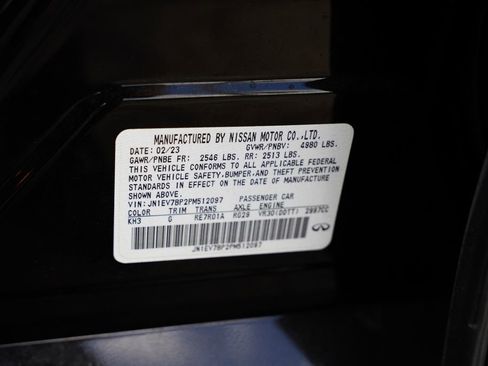 MANUFACTURED BY NISSAN MOTOR CO.,LTD.
DATE: 02/23 GVWR/PNBV: 4980 LBS.
GAWR/PNBE FR: 2546 LBS. RR: 2513 LBS.
THIS VEHICLE CONFORMS TO ALL APPLICABLE FEDERAL
MOTOR VEHICLE SAFETY,BUMPER,AND THEFT PREVENTION
STANDARDS IN EFFECT ON THE DATE OF MANUFACTURE
SHOWN ABOVE.
VIN: JN1EV7BP2PM512097 PASSENGER CAR
COLOR TRIM TRANS AXLE ENGINE
KH3 G RE7R01A RG28 VR30(DDTT) 2997CC
JN1EV7BP2PM512097